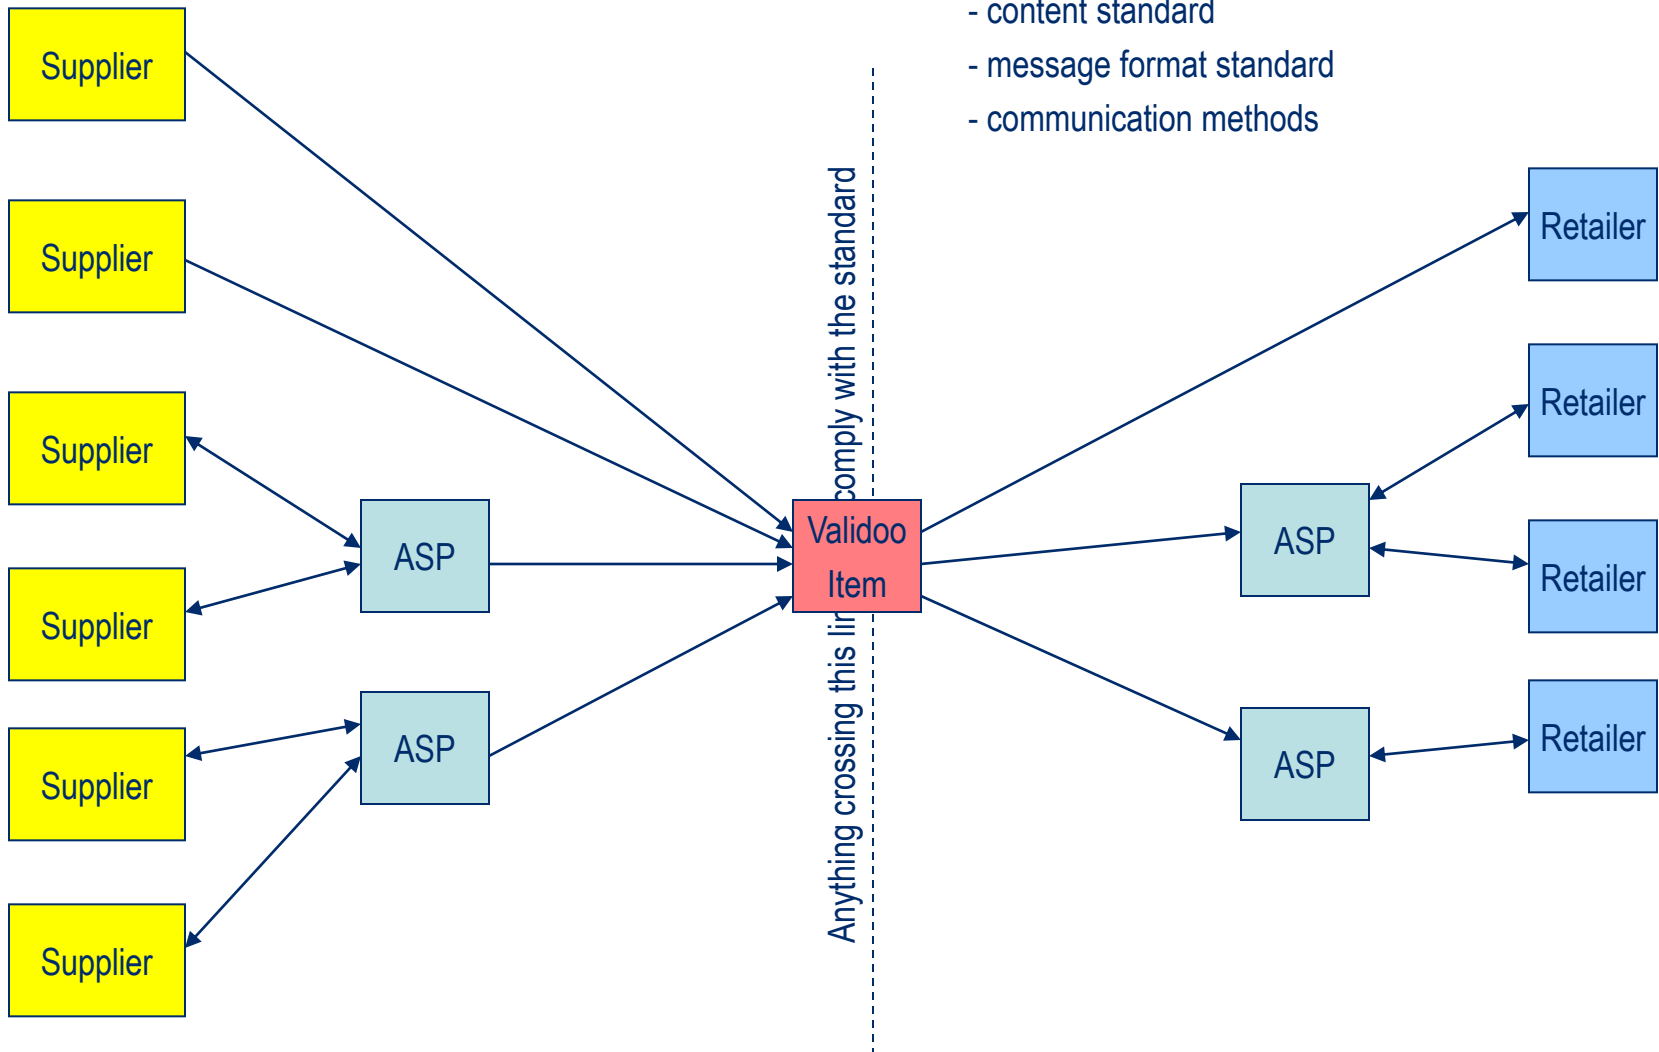 - content standard
- message format standard
- communication methods
Supplier
Supplier
Supplier
Supplier
Supplier
Supplier
ASP
ASP
Anything crossing this lin
comply with the standard
Validoo
Item
ASP
ASP
Retailer
Retailer
Retailer
Retailer